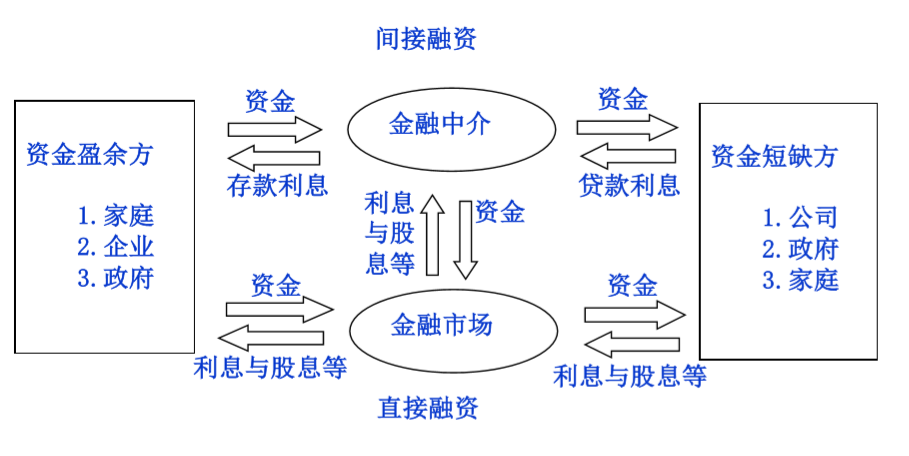 间接融资
资金
金融中介
资金
资金盈余方
存款利息
贷款利息
资金短缺方
1.家庭
2.企业
3.政府
利息
与股
息等
资金
1.公司
2.政府
3.家庭
资金
金融市场
资金
利息与股息等
利息与股息等
直接融资